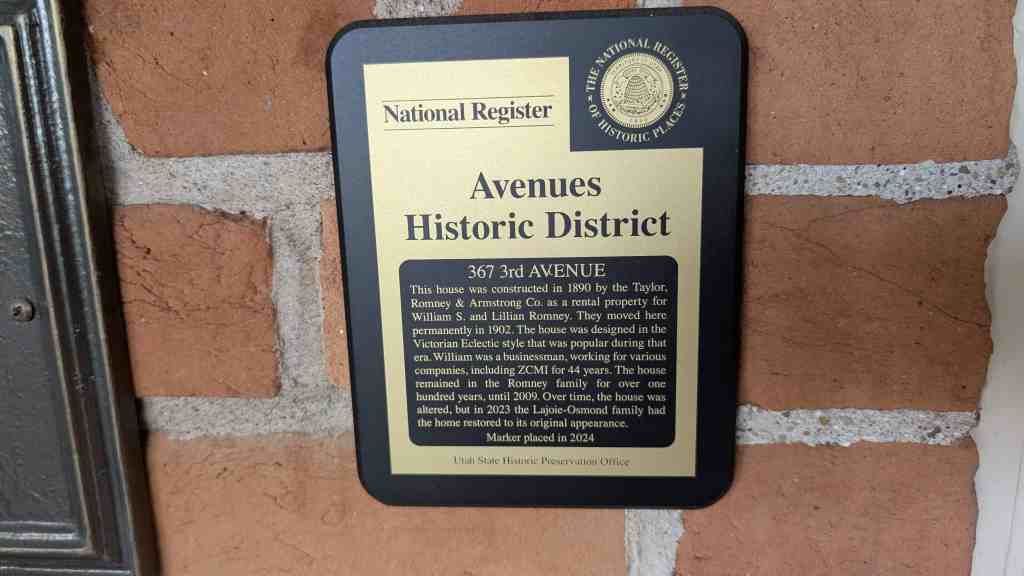 THE NATIONAL REGISTER
OF HISTORIC PLACES
National Register
Avenues
Historic District
367 3rd AVENUE
This house was constructed in 1890 by the Taylor,
Romney & Armstrong Co. as a rental property for
William S. and Lillian Romney. They moved here
permanently in 1902. The house was designed in the
Victorian Eclectic style that was popular during that
era. William was a businessman, working for various
companies, including ZCMI for 44 years. The house
remained in the Romney family for over one
hundred years, until 2009. Over time, the house was
altered, but in 2023 the Lajoie-Osmond family had
the home restored to its original appearance.
Marker placed in 2024
Utah State Historic Preservation Office